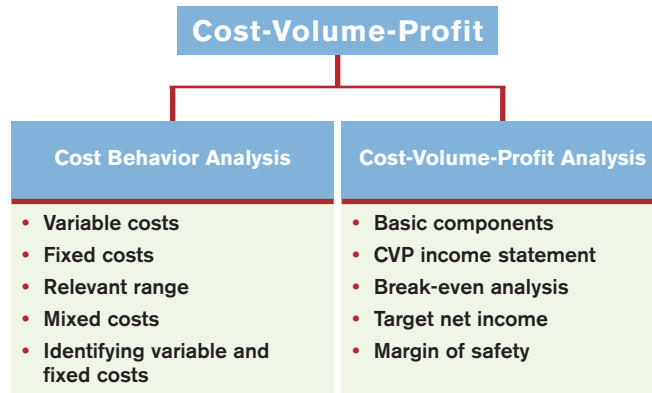 Cost-Volume-Profit
Cost Behavior Analysis
• Variable costs
• Fixed costs
• Relevant range
• Mixed costs
• Identifying variable and
fixed costs
Cost-Volume-Profit Analysis
• Basic components
• CVP income statement
• Break-even analysis
• Target net income
• Margin of safety